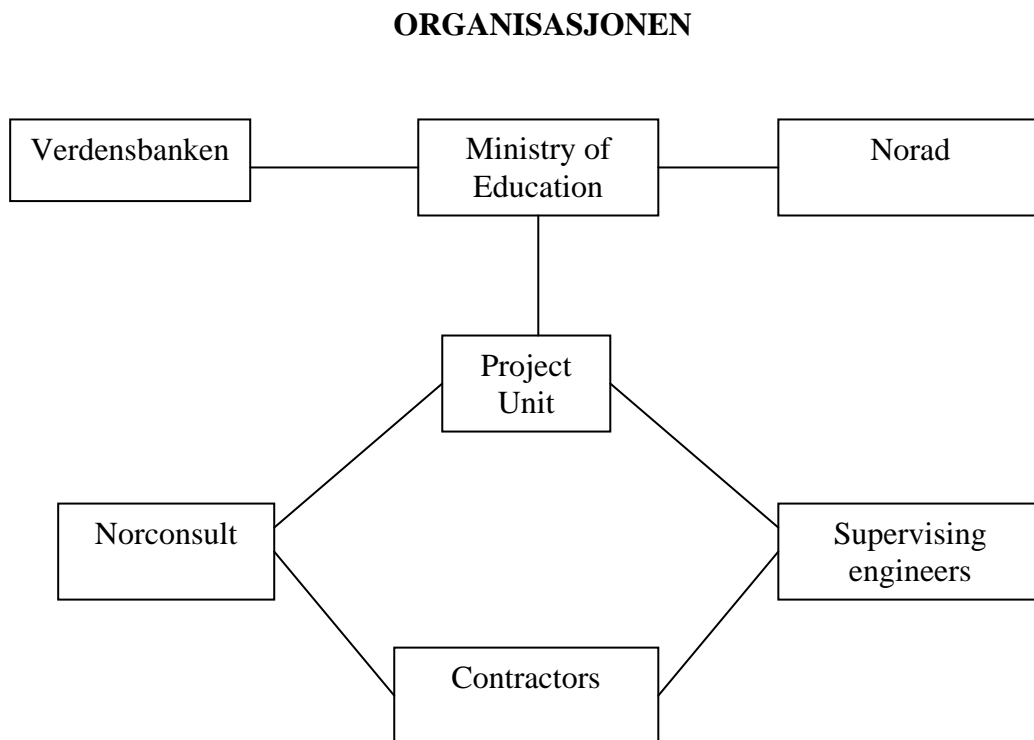 ORGANISASJONEN
Verdensbanken
Ministry of
Education
Norad
Project
Unit
Norconsult
Supervising
engineers
Contractors